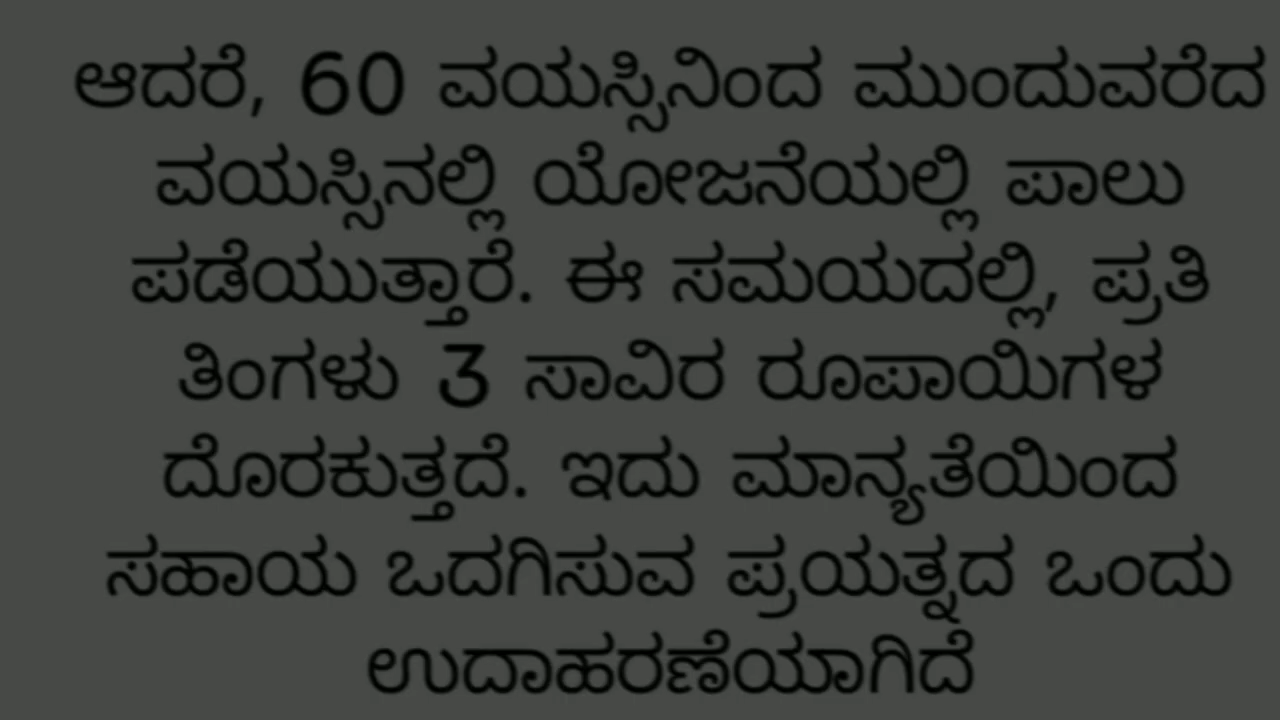 ಆದರೆ, 60 ವಯಸ್ಸಿನಿಂದ ಮುಂದುವರೆದ
ವಯಸ್ಸಿನಲ್ಲಿ ಯೋಜನೆಯಲ್ಲಿ ಪಾಲು
ಪಡೆಯುತ್ತಾರೆ. ಈ ಸಮಯದಲ್ಲಿ, ಪ್ರತಿ
ತಿಂಗಳು 3 ಸಾವಿರ ರೂಪಾಯಿಗಳ
ದೊರಕುತ್ತದೆ. ಇದು ಮಾನ್ಯತೆಯಿಂದ
ಸಹಾಯ ಒದಗಿಸುವ ಪ್ರಯತ್ನದ ಒಂದು
ಉದಾಹರಣೆಯಾಗಿದೆ